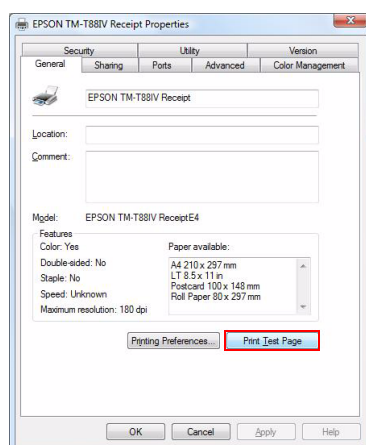 EPSON TM-T88IV Receipt Properties
Security Utility Version
General Sharing Ports Advanced Color Management
EPSON TM-T88IV Receipt
Location:
Comment:
Model: EPSON TM-T88IV ReceiptE4
Features
Color: Yes
Double-sided: No
Staple: No
Speed: Unknown
Maximum resolution: 180 dpi
Paper available:
A4 210 x 297 mm
LT 8.5 x 11 in
Postcard 100 x 148 mm
Roll Paper 80 x 297 mm
Printing Preferences... Print Test Page
OK Cancel Apply Help